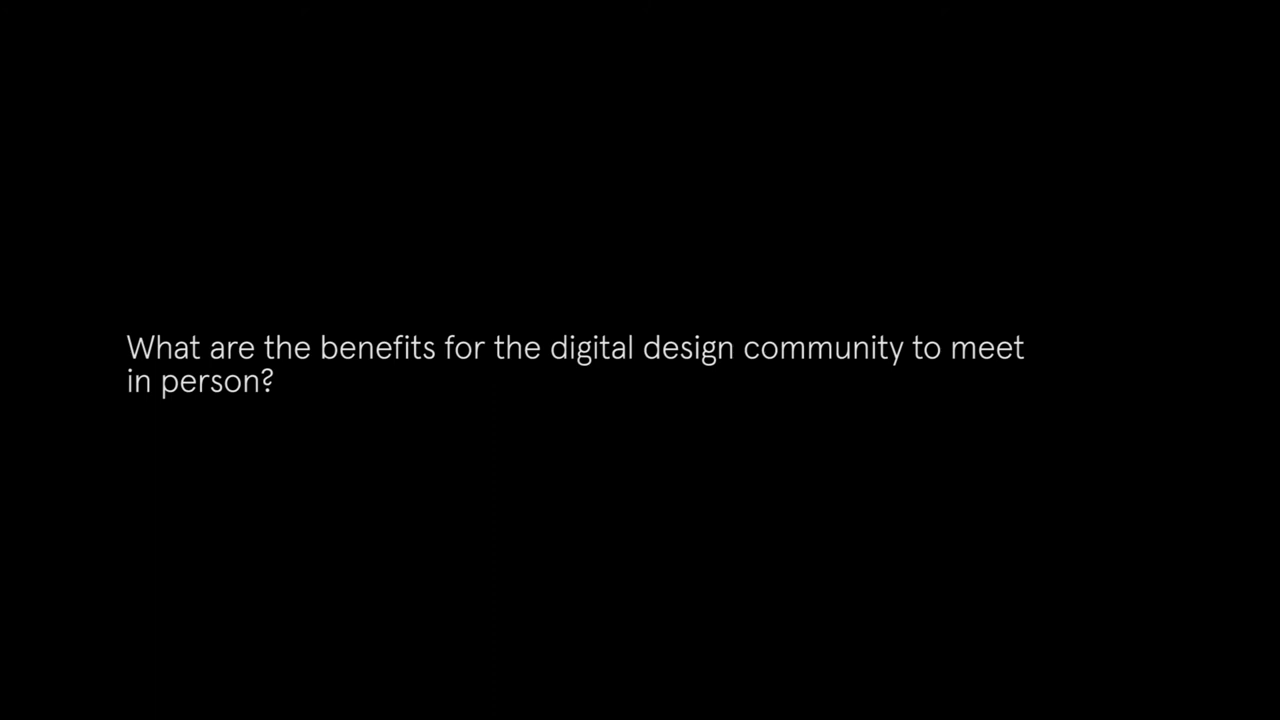 What are the benefits for the digital design community to meet
in person?